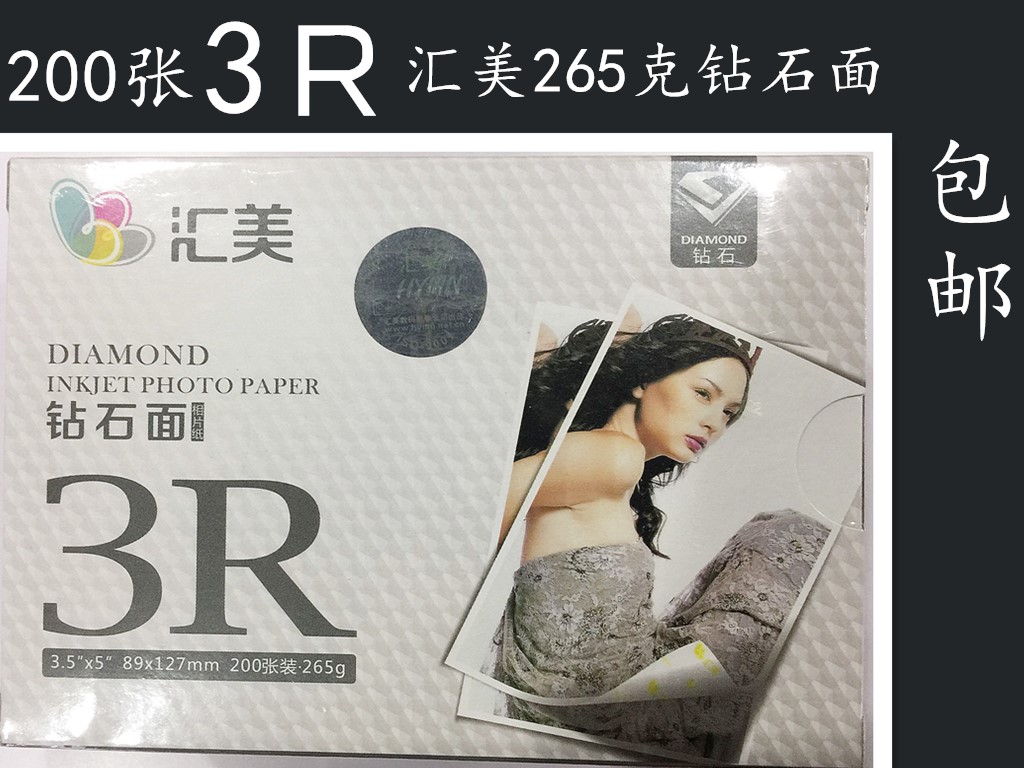 200张3R 汇美265克钻石面
包邮
汇美
DIAMOND
钻石
DIAMOND
INKJET PHOTO PAPER
钻石面 相片纸
3R
3.5"x5" 89x127mm 200张装·265g